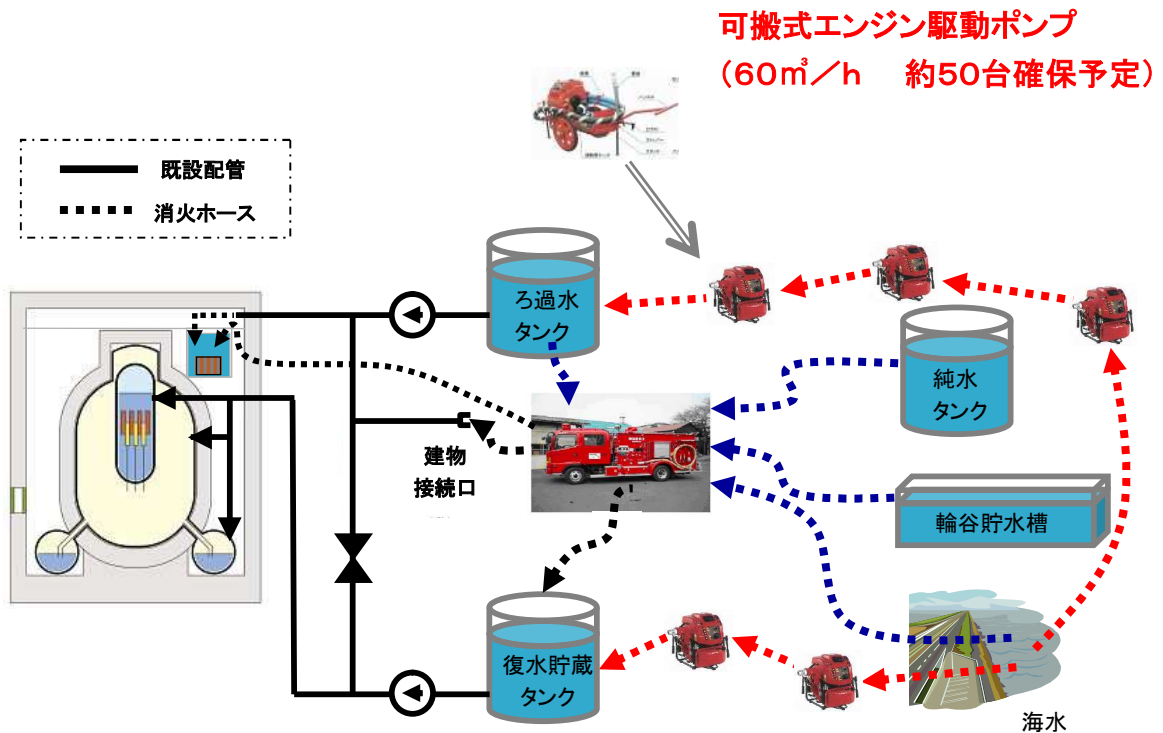 可搬式エンジン駆動ポンプ
（６０㎥／ｈ　約５０台確保予定）
既設配管
消火ホース
ろ過水
タンク
純水
タンク
建物
接続口
輪谷貯水槽
復水貯蔵
タンク
海水